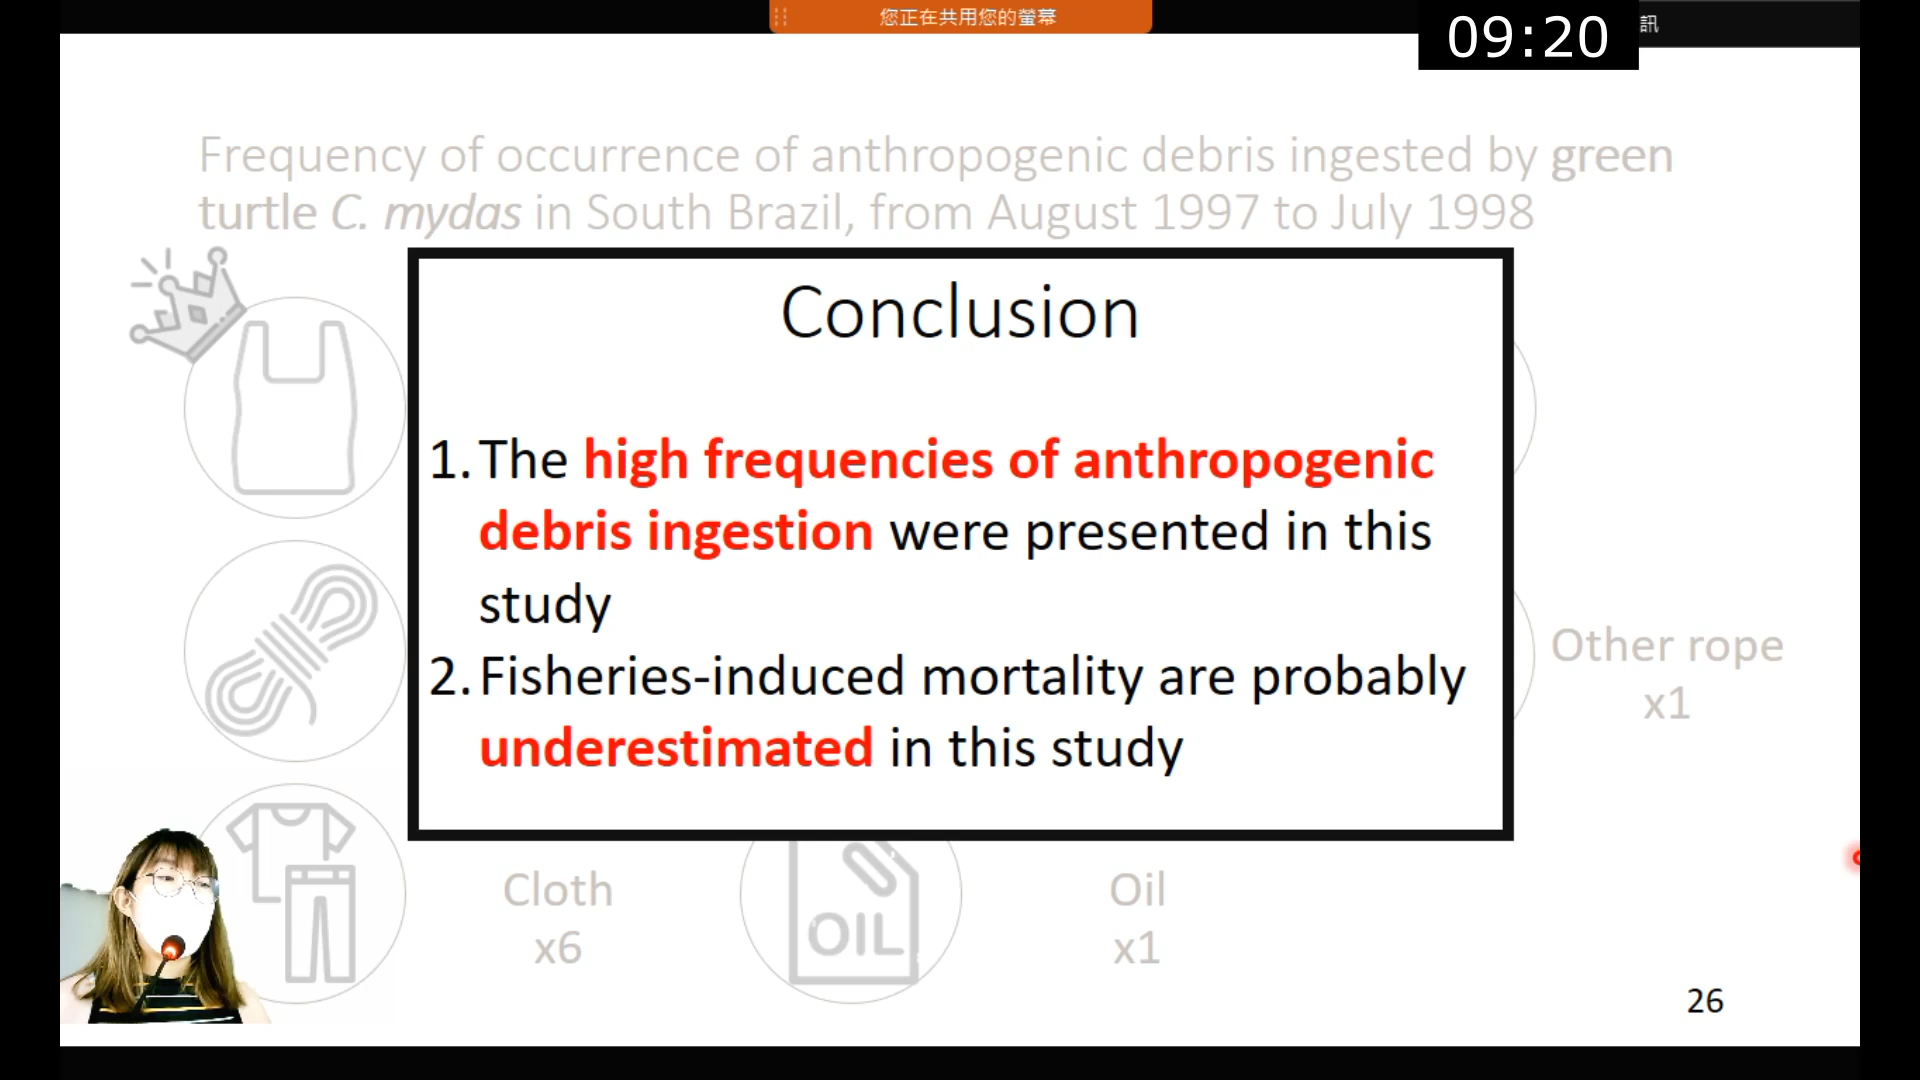 您正在共用您的螢幕
09:20
訊
Frequency of occurrence of anthropogenic debris ingested by green
turtle C. mydas in South Brazil, from August 1997 to July 1998
Conclusion
1. The high frequencies of anthropogenic
debris ingestion were presented in this
study
2. Fisheries-induced mortality are probably
underestimated in this study
Other rope
x1
Cloth
x6
OIL
Oil
x1
26